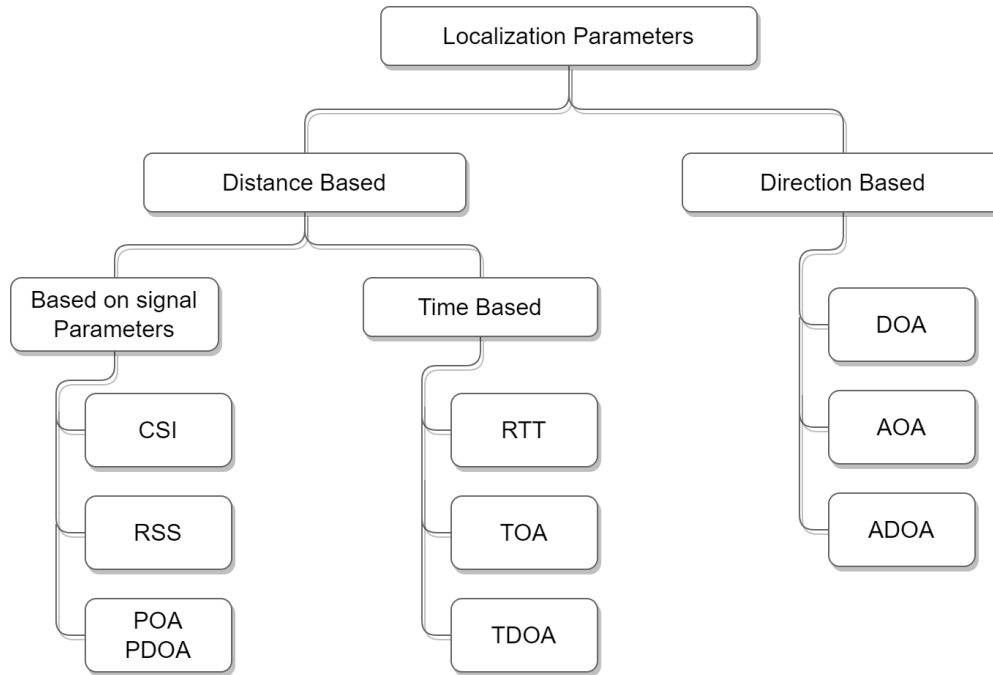 Localization Parameters
Distance Based
Direction Based
Based on signal
Parameters
Time Based
CSI
RSS
POA
PDOA
RTT
TOA
TDOA
DOA
AOA
ADOA